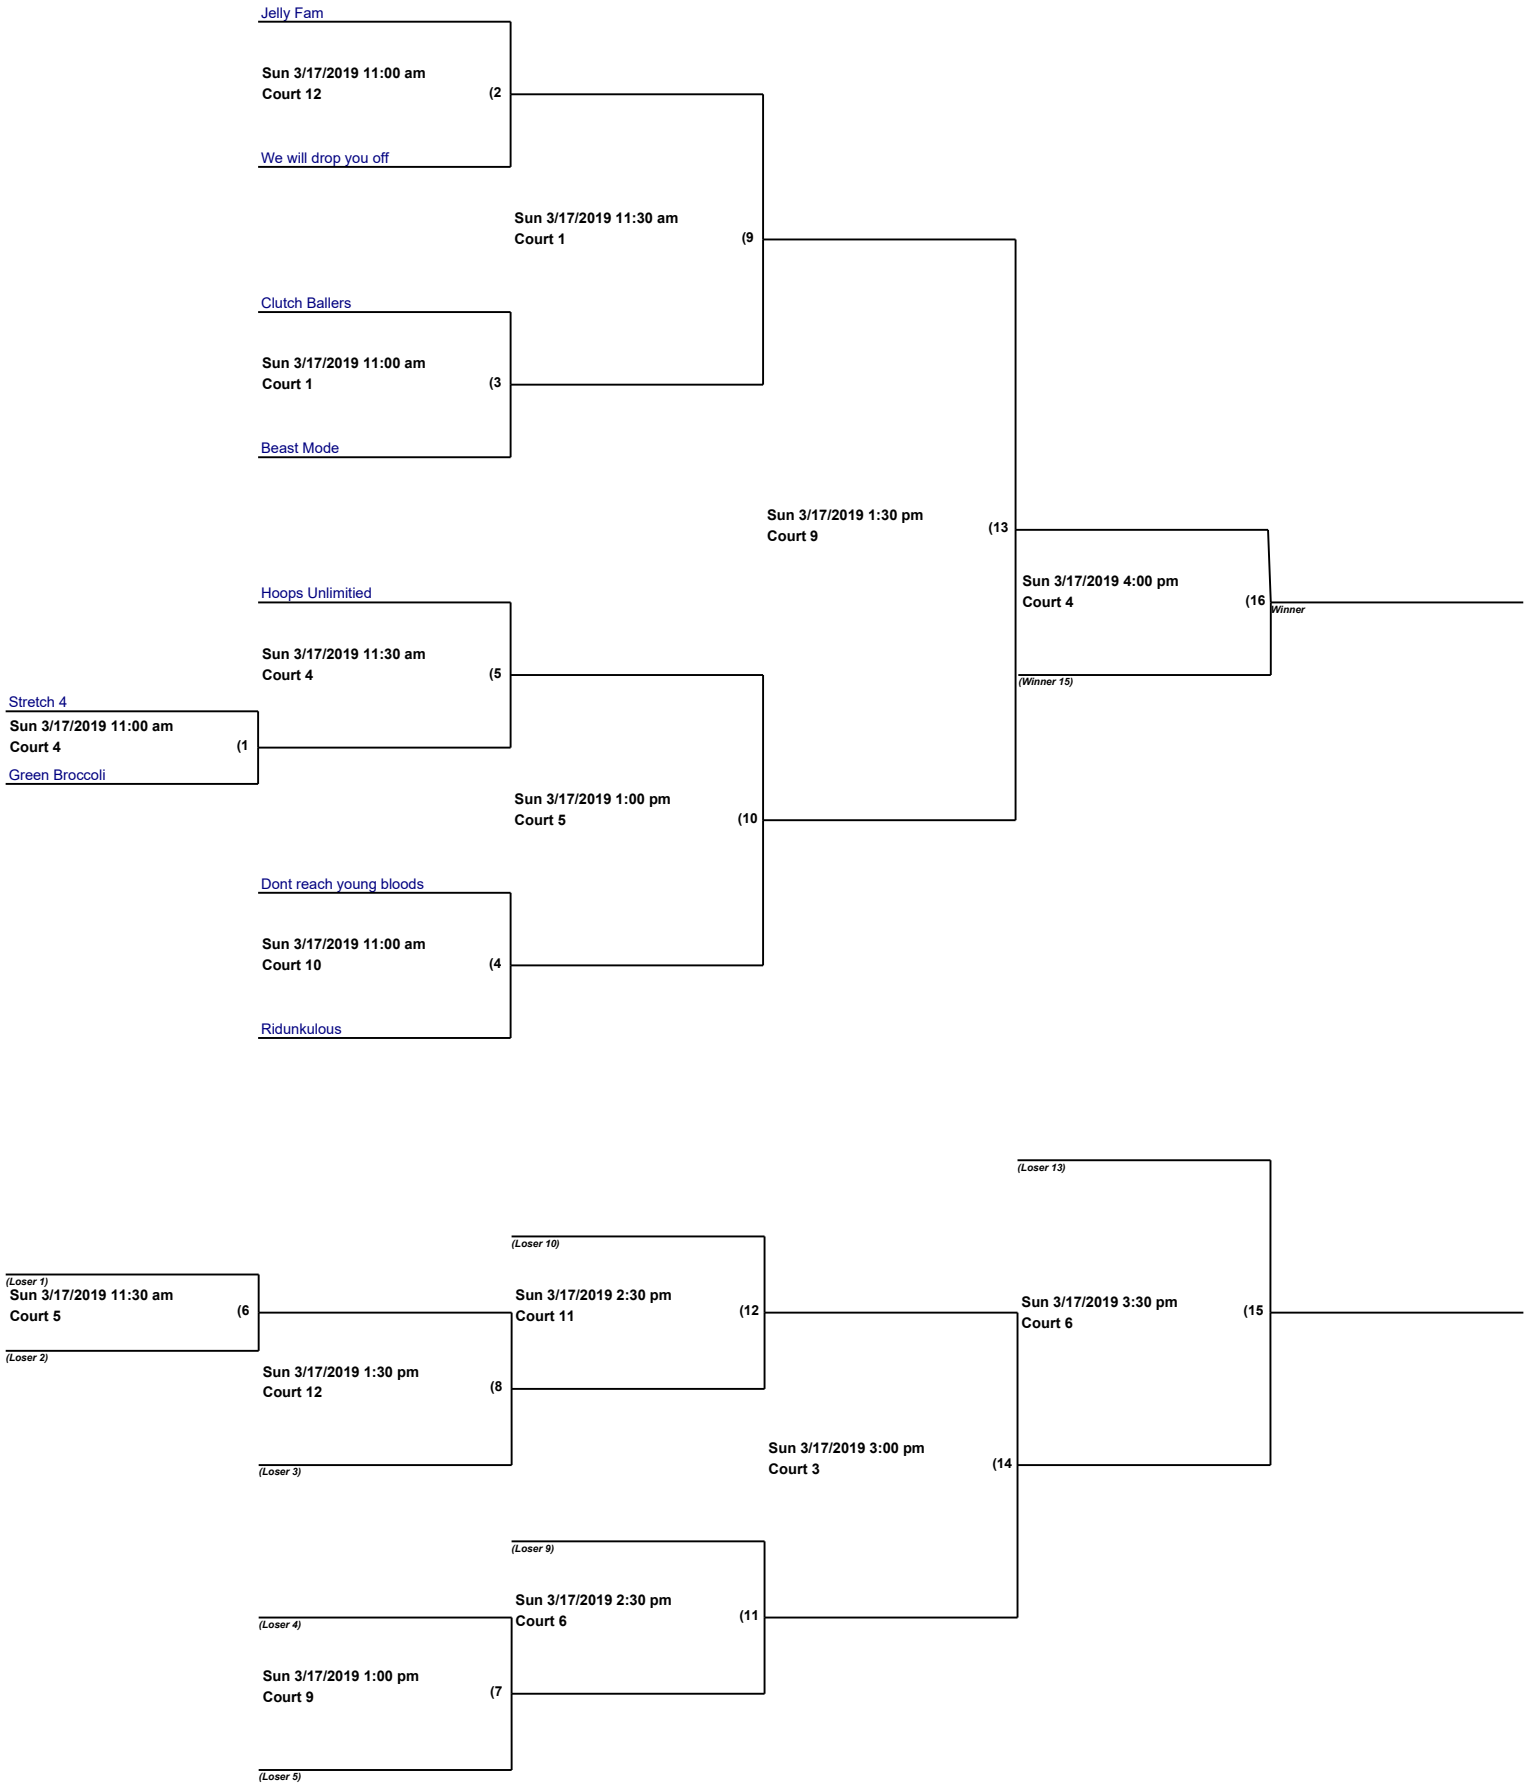 Jelly Fam
Sun 3/17/2019 11:00 am
Court 12
(2
We will drop you off
Sun 3/17/2019 11:30 am
Court 1
(9
Clutch Ballers
Sun 3/17/2019 11:00 am
Court 1
(3
Beast Mode
Sun 3/17/2019 1:30 pm
Court 9
(13
Sun 3/17/2019 4:00 pm
Court 4
(16
Winner
(Winner 15)
Hoops Unlimitied
Sun 3/17/2019 11:30 am
Court 4
(5
Stretch 4
Sun 3/17/2019 11:00 am
Court 4
(1
Green Broccoli
Sun 3/17/2019 1:00 pm
Court 5
(10
Dont reach young bloods
Sun 3/17/2019 11:00 am
Court 10
(4
Ridunkulous
(Loser 13)
(Loser 10)
(Loser 1)
Sun 3/17/2019 11:30 am
Court 5
(6
(Loser 2)
Sun 3/17/2019 2:30 pm
Court 11
(12
Sun 3/17/2019 3:30 pm
Court 6
(15
Sun 3/17/2019 1:30 pm
Court 12
(8
(Loser 3)
Sun 3/17/2019 3:00 pm
Court 3
(14
(Loser 9)
Sun 3/17/2019 2:30 pm
Court 6
(11
(Loser 4)
Sun 3/17/2019 1:00 pm
Court 9
(7
(Loser 5)